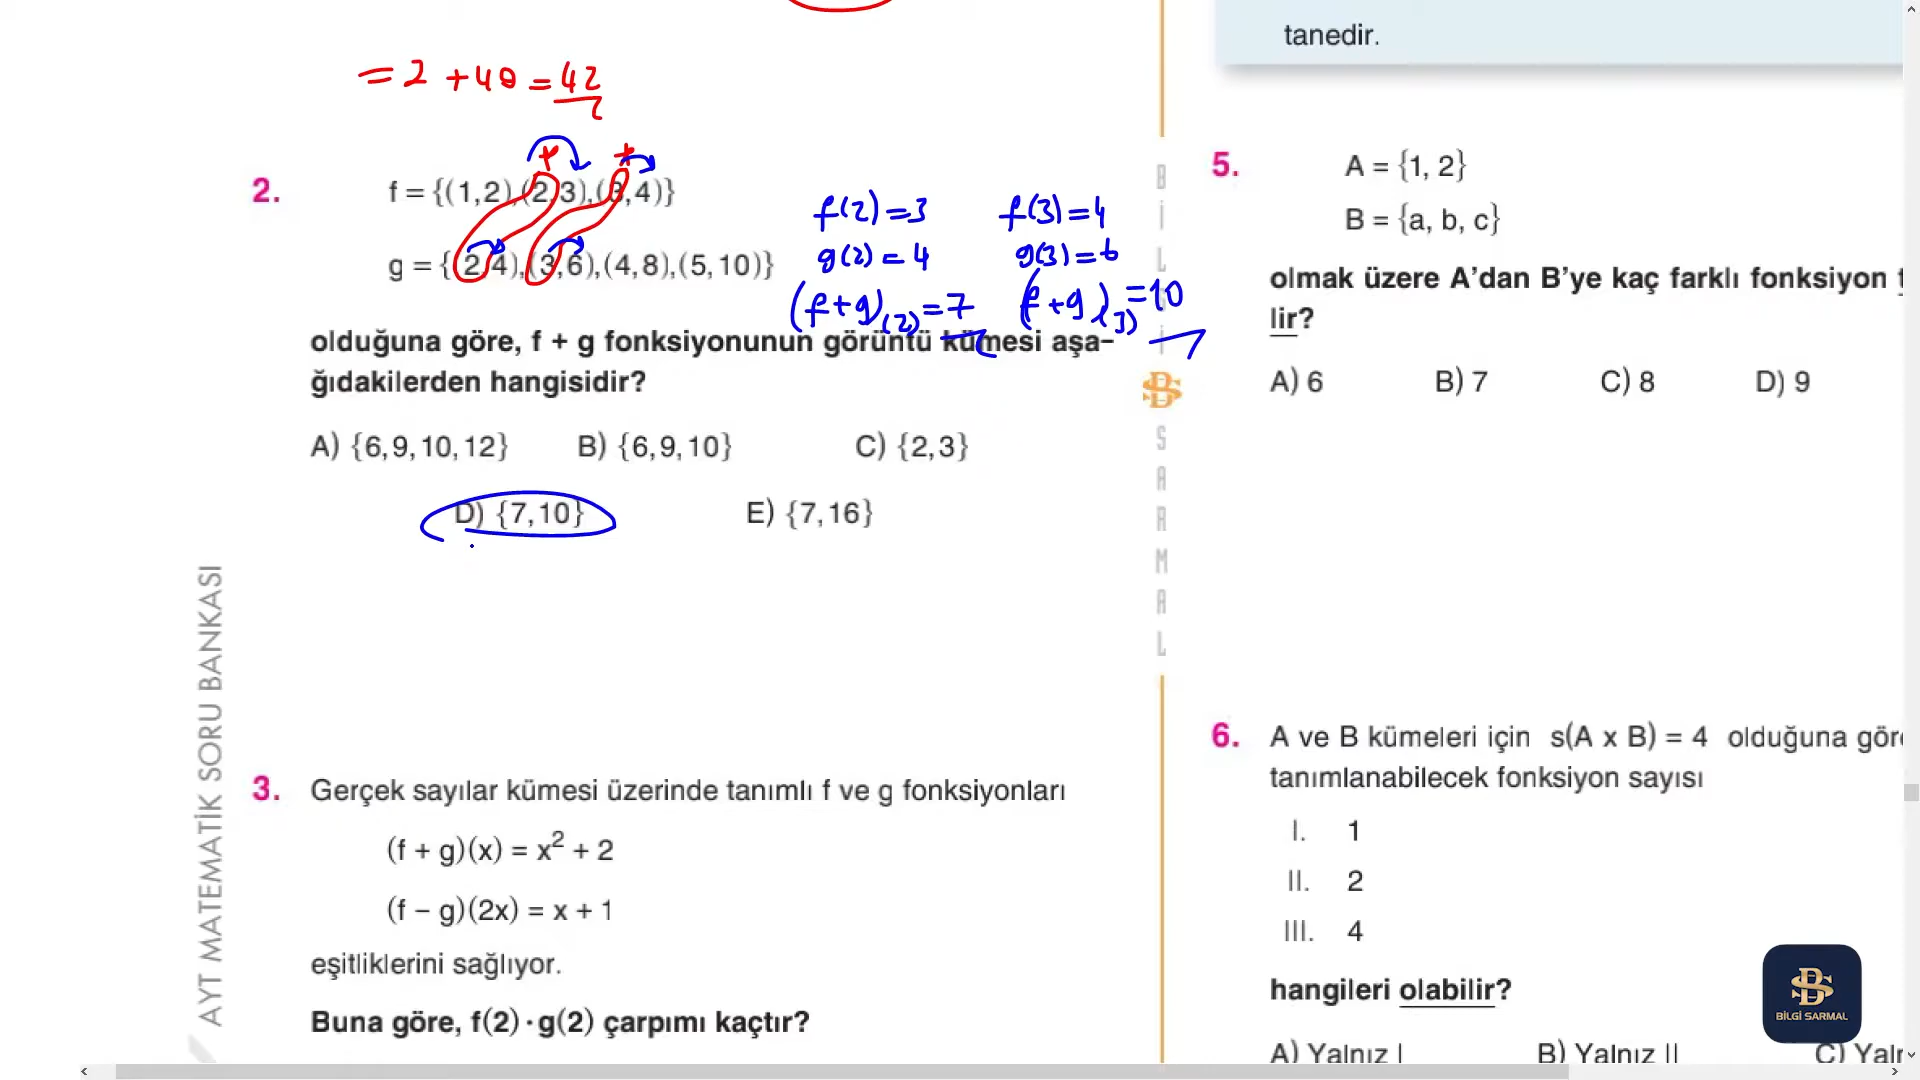 = 2 + 40 = 42
2. f = {(1,2),(2,3),(3,4)}
g = {(2,4),(3,6),(4,8),(5,10)}
f(2)=3 f(3)=4
g(2)=4 g(3)=6
(f+g)(2)=7 (f+g)(3)=10
olduğuna göre, f + g fonksiyonunun görüntü kümesi aşa-
ğıdakilerden hangisidir?
A) {6,9,10,12} B) {6,9,10} C) {2,3}
D) {7,10} E) {7,16}
3. Gerçek sayılar kümesi üzerinde tanımlı f ve g fonksiyonları
(f + g)(x) = x² + 2
(f − g)(2x) = x + 1
eşitliklerini sağlıyor.
Buna göre, f(2) · g(2) çarpımı kaçtır?
AYT MATEMATİK SORU BANKASI
BİLGİ SARMAL
tanedir.
5. A = {1, 2}
B = {a, b, c}
olmak üzere A'dan B'ye kaç farklı fonksiyon
lir?
A) 6 B) 7 C) 8 D) 9
6. A ve B kümeleri için s(A x B) = 4 olduğuna gör
tanımlanabilecek fonksiyon sayısı
I. 1
II. 2
III. 4
hangileri olabilir?
A) Yalnız I B) Yalnız II C) Yal
BİLGİ SARMAL